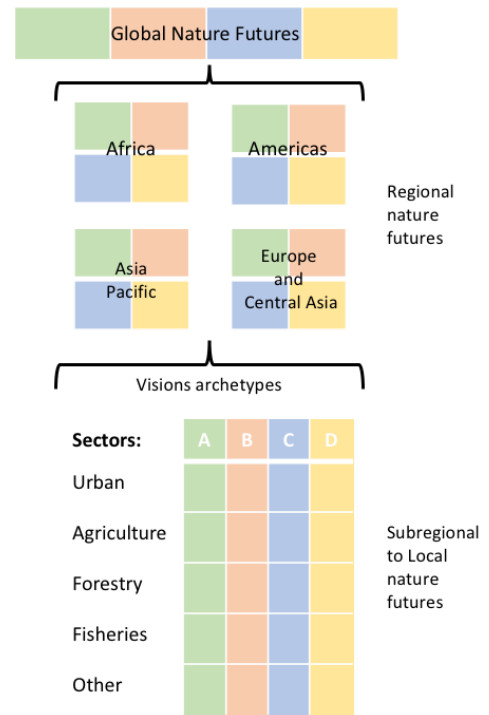 Global Nature Futures
Africa
Americas
Regional
nature
futures
Asia
Pacific
Europe
and
Central Asia
Visions archetypes
Sectors: A B C D
Urban
Agriculture
Forestry
Fisheries
Other
Subregional
to Local
nature
futures